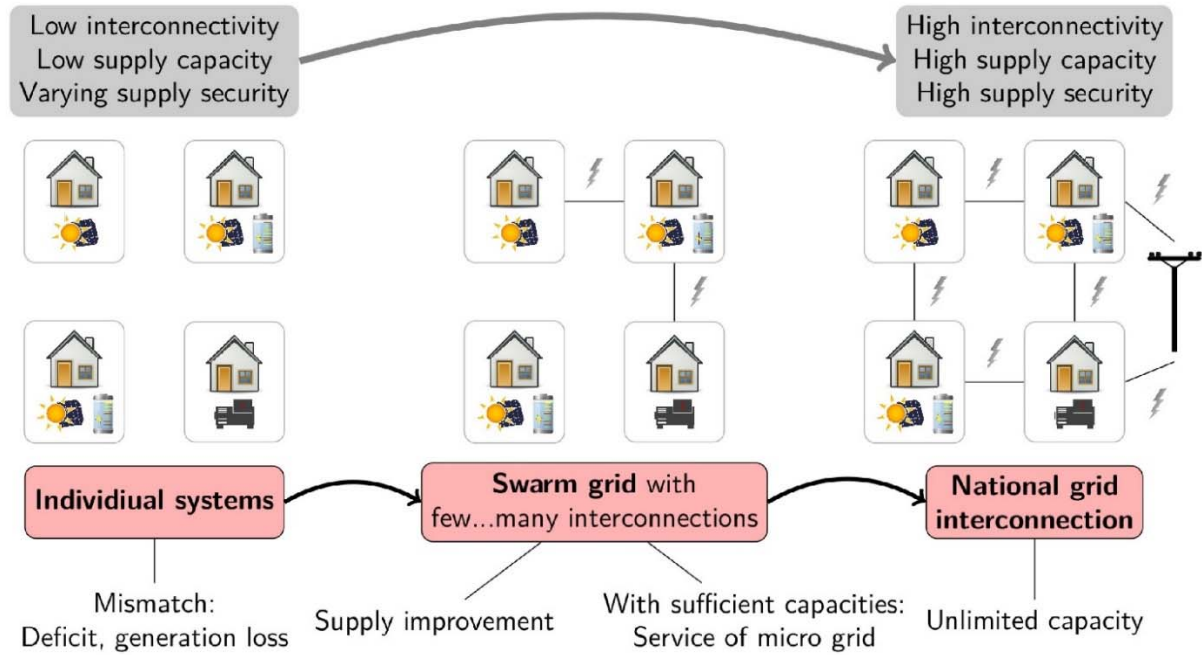 Low interconnectivity
Low supply capacity
Varying supply security
High interconnectivity
High supply capacity
High supply security
Individiual systems
Swarm grid with
few...many interconnections
National grid
interconnection
Mismatch:
Deficit, generation loss
Supply improvement
With sufficient capacities:
Service of micro grid
Unlimited capacity